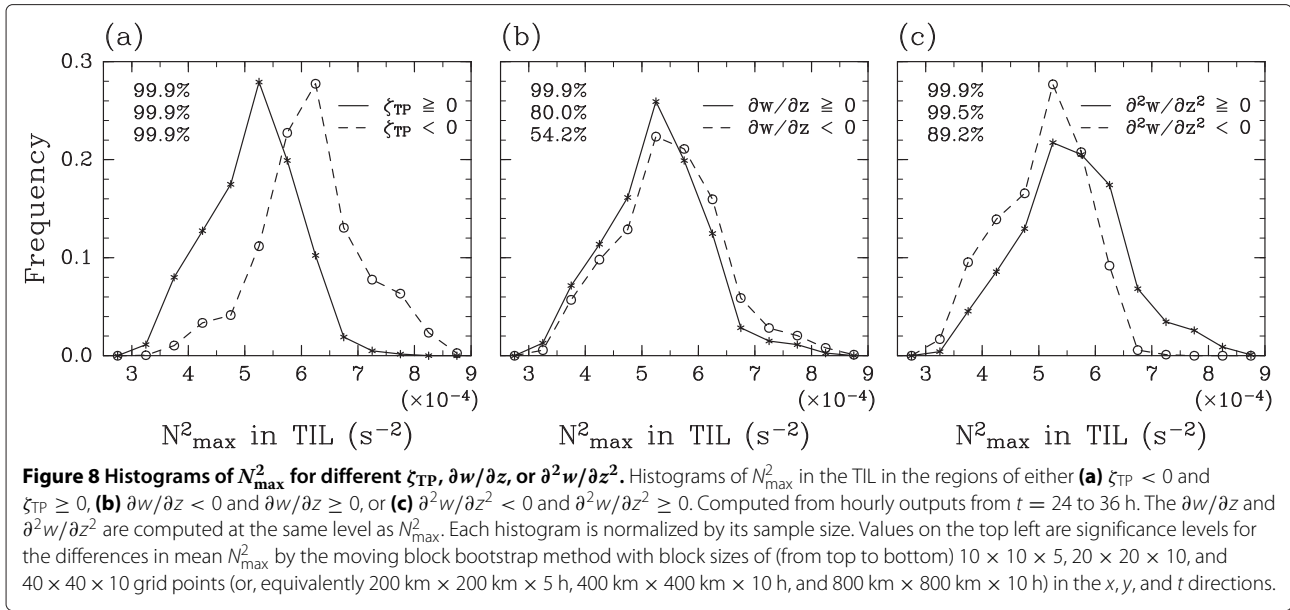 (a)
(b)
(c)
0.3
0.2
0.1
0.0
Frequency
99.9%
99.9%
99.9%
ζTP ≧ 0
ζTP < 0
99.9%
80.0%
54.2%
∂w/∂z ≧ 0
∂w/∂z < 0
99.9%
99.5%
89.2%
∂²w/∂z² ≧ 0
∂²w/∂z² < 0
3 4 5 6 7 8 9
(×10⁻⁴)
N²max in TIL (s⁻²)
3 4 5 6 7 8 9
(×10⁻⁴)
N²max in TIL (s⁻²)
3 4 5 6 7 8 9
(×10⁻⁴)
N²max in TIL (s⁻²)
Figure 8 Histograms of N²max for different ζTP, ∂w/∂z, or ∂²w/∂z². Histograms of N²max in the TIL in the regions of either (a) ζTP < 0 and
ζTP ≥ 0, (b) ∂w/∂z < 0 and ∂w/∂z ≥ 0, or (c) ∂²w/∂z² < 0 and ∂²w/∂z² ≥ 0. Computed from hourly outputs from t = 24 to 36 h. The ∂w/∂z and
∂²w/∂z² are computed at the same level as N²max. Each histogram is normalized by its sample size. Values on the top left are significance levels for
the differences in mean N²max by the moving block bootstrap method with block sizes of (from top to bottom) 10 × 10 × 5, 20 × 20 × 10, and
40 × 40 × 10 grid points (or, equivalently 200 km × 200 km × 5 h, 400 km × 400 km × 10 h, and 800 km × 800 km × 10 h) in the x, y, and t directions.